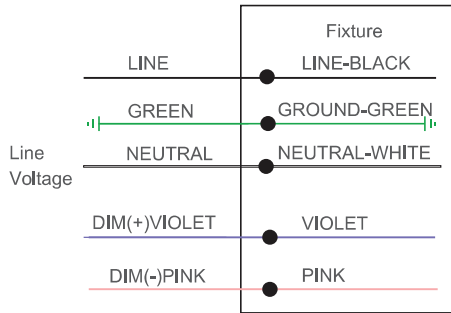 Fixture
LINE LINE-BLACK
GREEN GROUND-GREEN
Line
Voltage
NEUTRAL NEUTRAL-WHITE
DIM(+)VIOLET VIOLET
DIM(-)PINK PINK